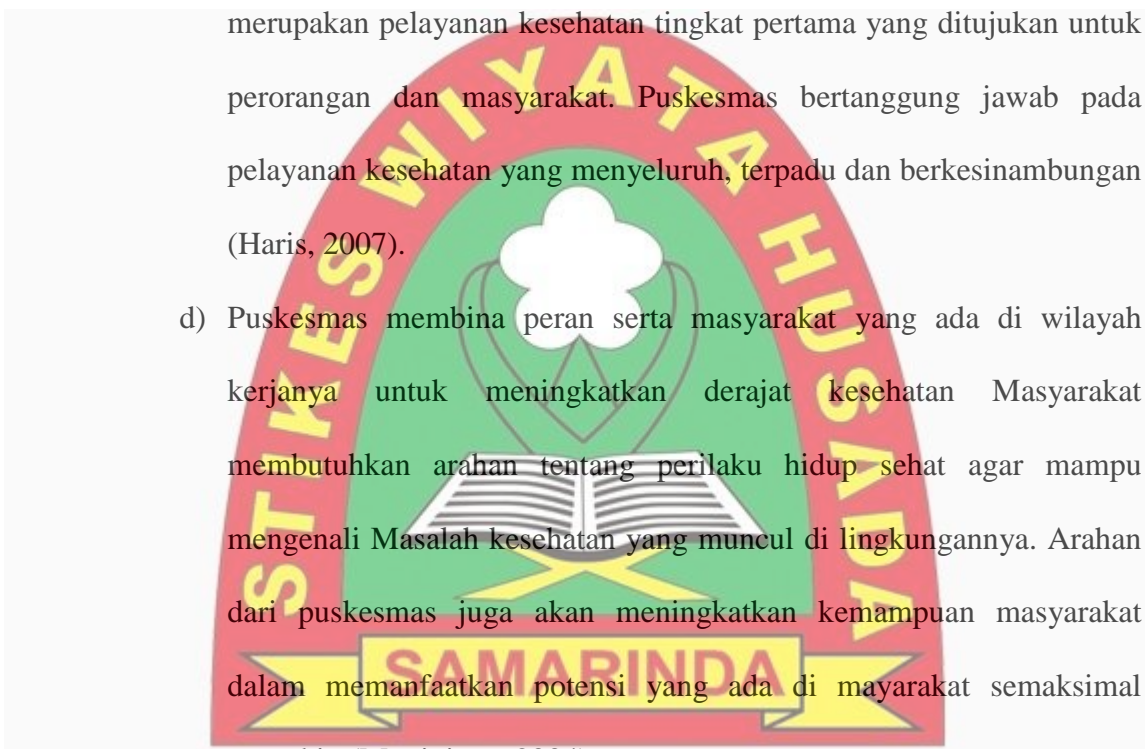 merupakan pelayanan kesehatan tingkat pertama yang ditujukan untuk
perorangan dan masyarakat. Puskesmas bertanggung jawab pada
pelayanan kesehatan yang menyeluruh, terpadu dan berkesinambungan
(Haris, 2007).
d) Puskesmas membina peran serta masyarakat yang ada di wilayah
kerjanya untuk meningkatkan derajat kesehatan Masyarakat
membutuhkan arahan tentang perilaku hidup sehat agar mampu
mengenali Masalah kesehatan yang muncul di lingkungannya. Arahan
dari puskesmas juga akan meningkatkan kemampuan masyarakat
dalam memanfaatkan potensi yang ada di mayarakat semaksimal
STIKES WIYATA HUSADA
SAMARINDA